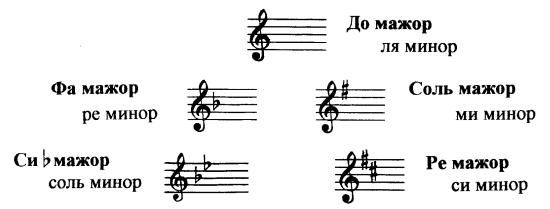 До мажор
ля минор
Фа мажор
ре минор
Соль мажор
ми минор
Си ♭ мажор
соль минор
Ре мажор
си минор